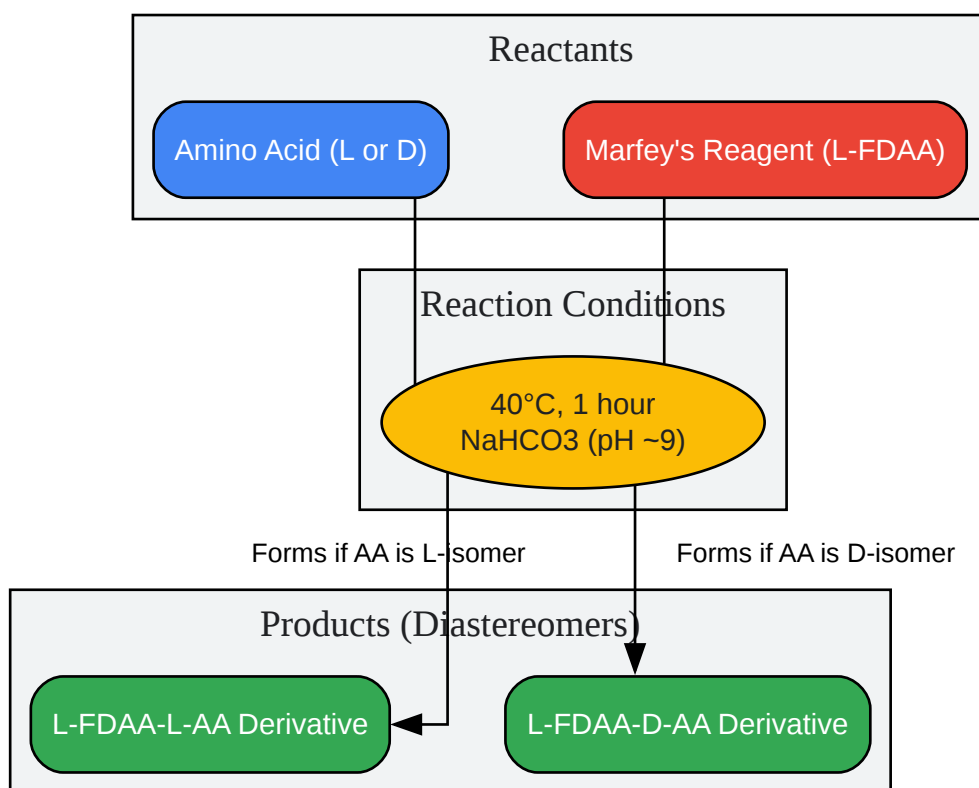 Reactants
Amino Acid (L or D)
Marfey's Reagent (L-FDAA)
Reaction Conditions
40°C, 1 hour
NaHCO3 (pH ~9)
Forms if AA is L-isomer
Forms if AA is D-isomer
Products (Diastereomers)
L-FDAA-L-AA Derivative
L-FDAA-D-AA Derivative